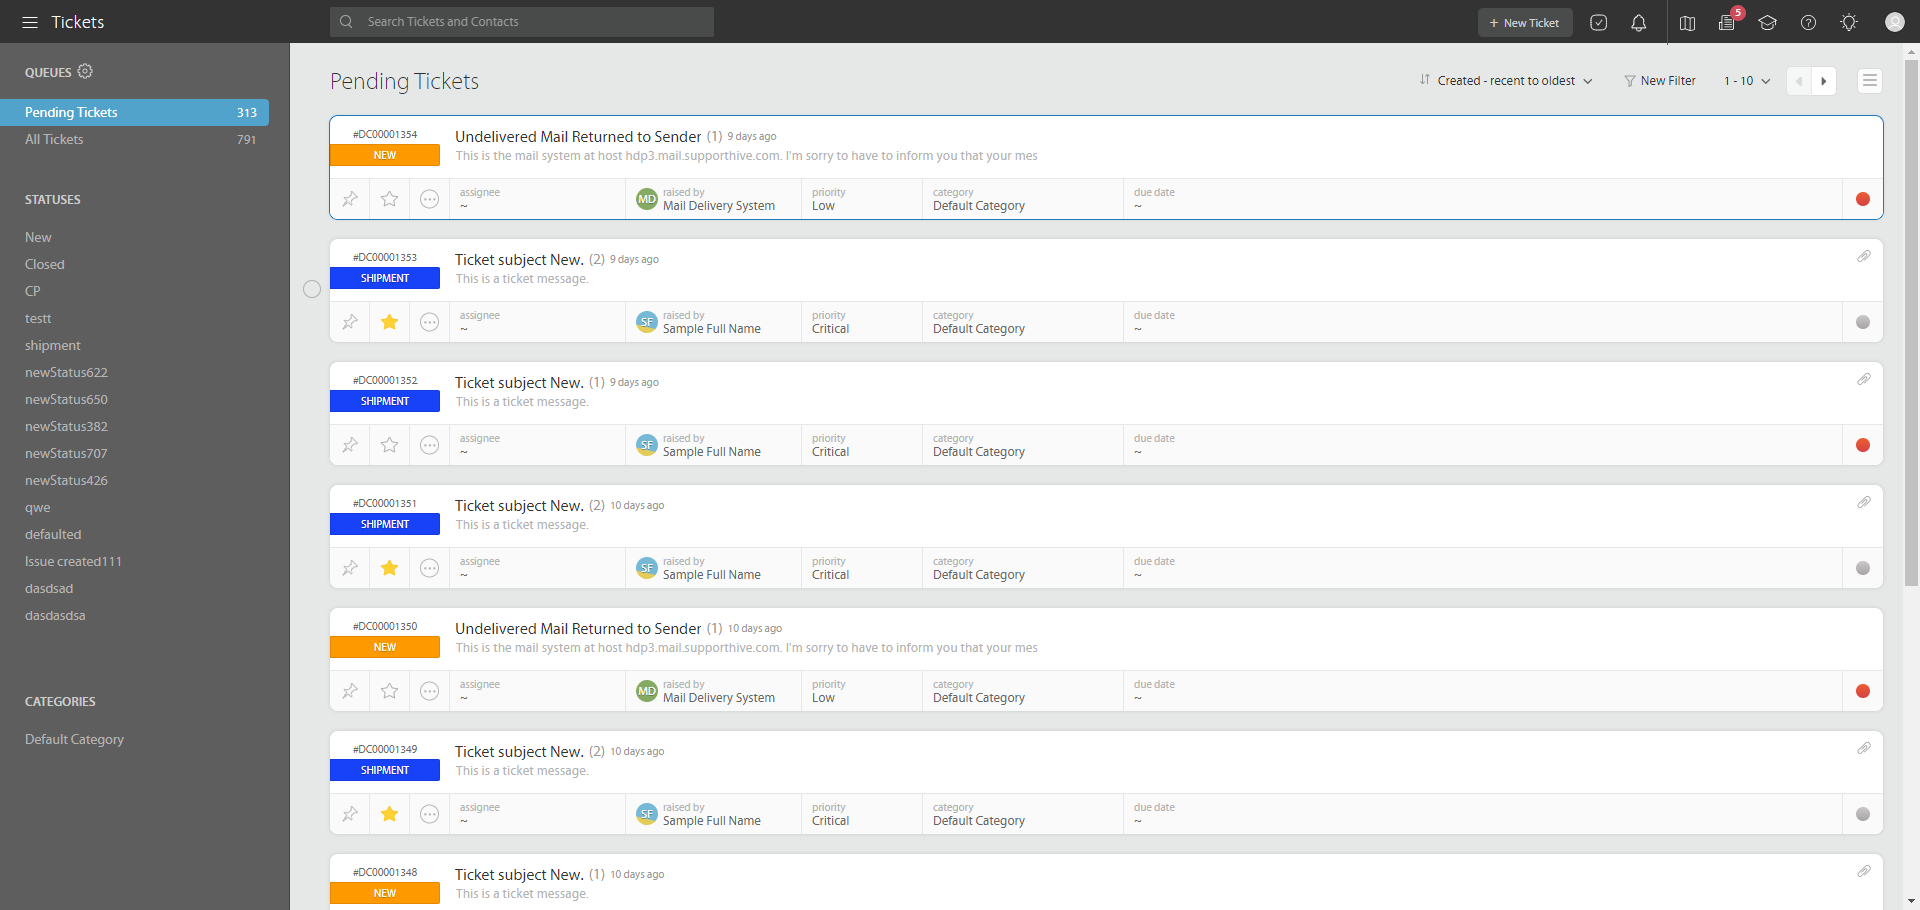 Tickets
Search Tickets and Contacts
+ New Ticket
5
QUEUES
Pending Tickets 313
All Tickets 791
STATUSES
New
Closed
CP
testt
shipment
newStatus622
newStatus650
newStatus382
newStatus707
newStatus426
qwe
defaulted
Issue created111
dasdsad
dasdasdsa
CATEGORIES
Default Category
Pending Tickets
Created - recent to oldest
New Filter
1 - 10
#DC00001354
NEW
Undelivered Mail Returned to Sender (1) 9 days ago
This is the mail system at host hdp3.mail.supporthive.com. I'm sorry to have to inform you that your mes
assignee
~
MD
raised by
Mail Delivery System
priority
Low
category
Default Category
due date
~
#DC00001353
SHIPMENT
Ticket subject New. (2) 9 days ago
This is a ticket message.
assignee
~
SF
raised by
Sample Full Name
priority
Critical
category
Default Category
due date
~
#DC00001352
SHIPMENT
Ticket subject New. (1) 9 days ago
This is a ticket message.
assignee
~
SF
raised by
Sample Full Name
priority
Critical
category
Default Category
due date
~
#DC00001351
SHIPMENT
Ticket subject New. (2) 10 days ago
This is a ticket message.
assignee
~
SF
raised by
Sample Full Name
priority
Critical
category
Default Category
due date
~
#DC00001350
NEW
Undelivered Mail Returned to Sender (1) 10 days ago
This is the mail system at host hdp3.mail.supporthive.com. I'm sorry to have to inform you that your mes
assignee
~
MD
raised by
Mail Delivery System
priority
Low
category
Default Category
due date
~
#DC00001349
SHIPMENT
Ticket subject New. (2) 10 days ago
This is a ticket message.
assignee
~
SF
raised by
Sample Full Name
priority
Critical
category
Default Category
due date
~
#DC00001348
NEW
Ticket subject New. (1) 10 days ago
This is a ticket message.